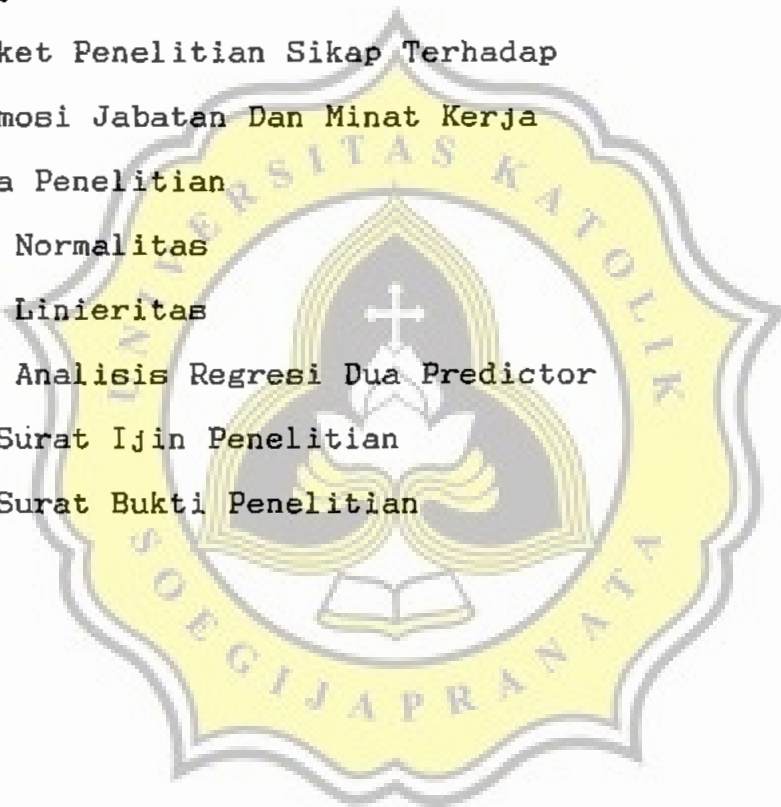 ket Penelitian Sikap Terhadap
mosi Jabatan Dan Minat Kerja
a Penelitian
Normalitas
Linieritas
Analisis Regresi Dua Predictor
Surat Ijin Penelitian
Surat Bukti Penelitian
UNIVERSITAS KATOLIK
SOEGIJAPRANATA